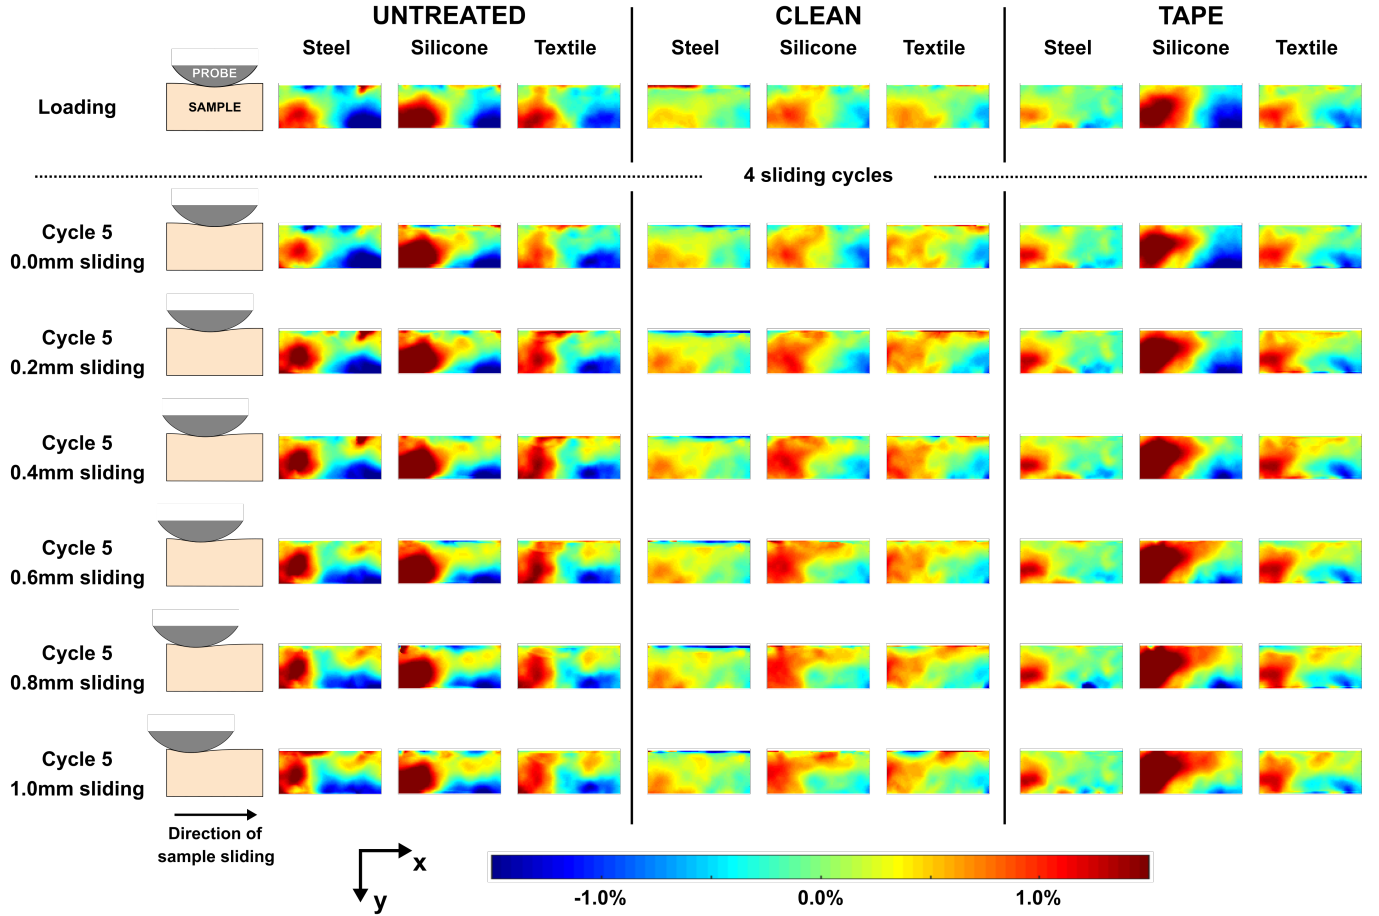 UNTREATED CLEAN TAPE
Steel Silicone Textile Steel Silicone Textile Steel Silicone Textile
PROBE
SAMPLE
Loading
4 sliding cycles
Cycle 5
0.0mm sliding
Cycle 5
0.2mm sliding
Cycle 5
0.4mm sliding
Cycle 5
0.6mm sliding
Cycle 5
0.8mm sliding
Cycle 5
1.0mm sliding
Direction of
sample sliding
x
y
-1.0% 0.0% 1.0%